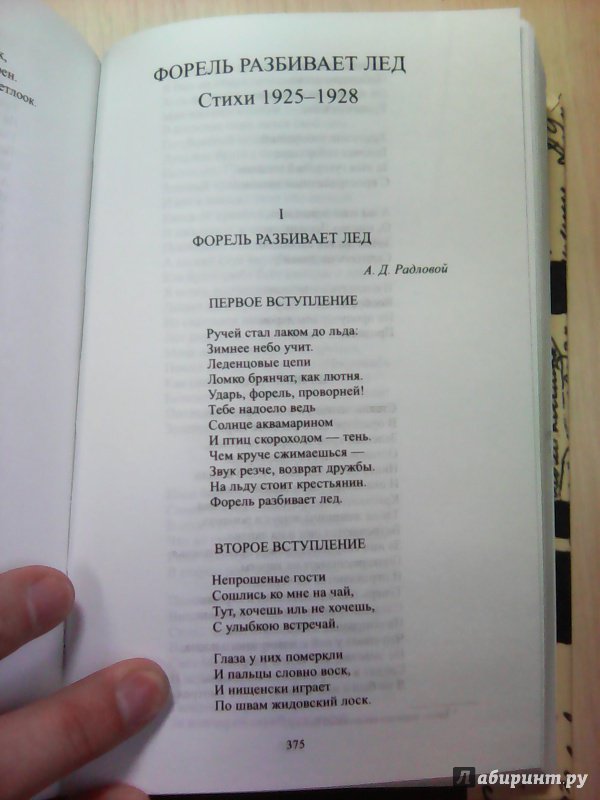 х,
ен.
етлоок.
ФОРЕЛЬ РАЗБИВАЕТ ЛЕД
Стихи 1925–1928
I
ФОРЕЛЬ РАЗБИВАЕТ ЛЕД
А. Д. Радловой
ПЕРВОЕ ВСТУПЛЕНИЕ
Ручей стал лаком до льда:
Зимнее небо учит.
Леденцовые цепи
Ломко брянчат, как лютня.
Ударь, форель, проворней!
Тебе надоело ведь
Солнце аквамарином
И птиц скороходом — тень.
Чем круче сжимаешься —
Звук резче, возврат дружбы.
На льду стоит крестьянин.
Форель разбивает лед.
ВТОРОЕ ВСТУПЛЕНИЕ
Непрошеные гости
Сошлись ко мне на чай,
Тут, хочешь иль не хочешь,
С улыбкою встречай.
Глаза у них померкли
И пальцы словно воск,
И нищенски играет
По швам жидовский лоск.
375
Лабиринт.ру